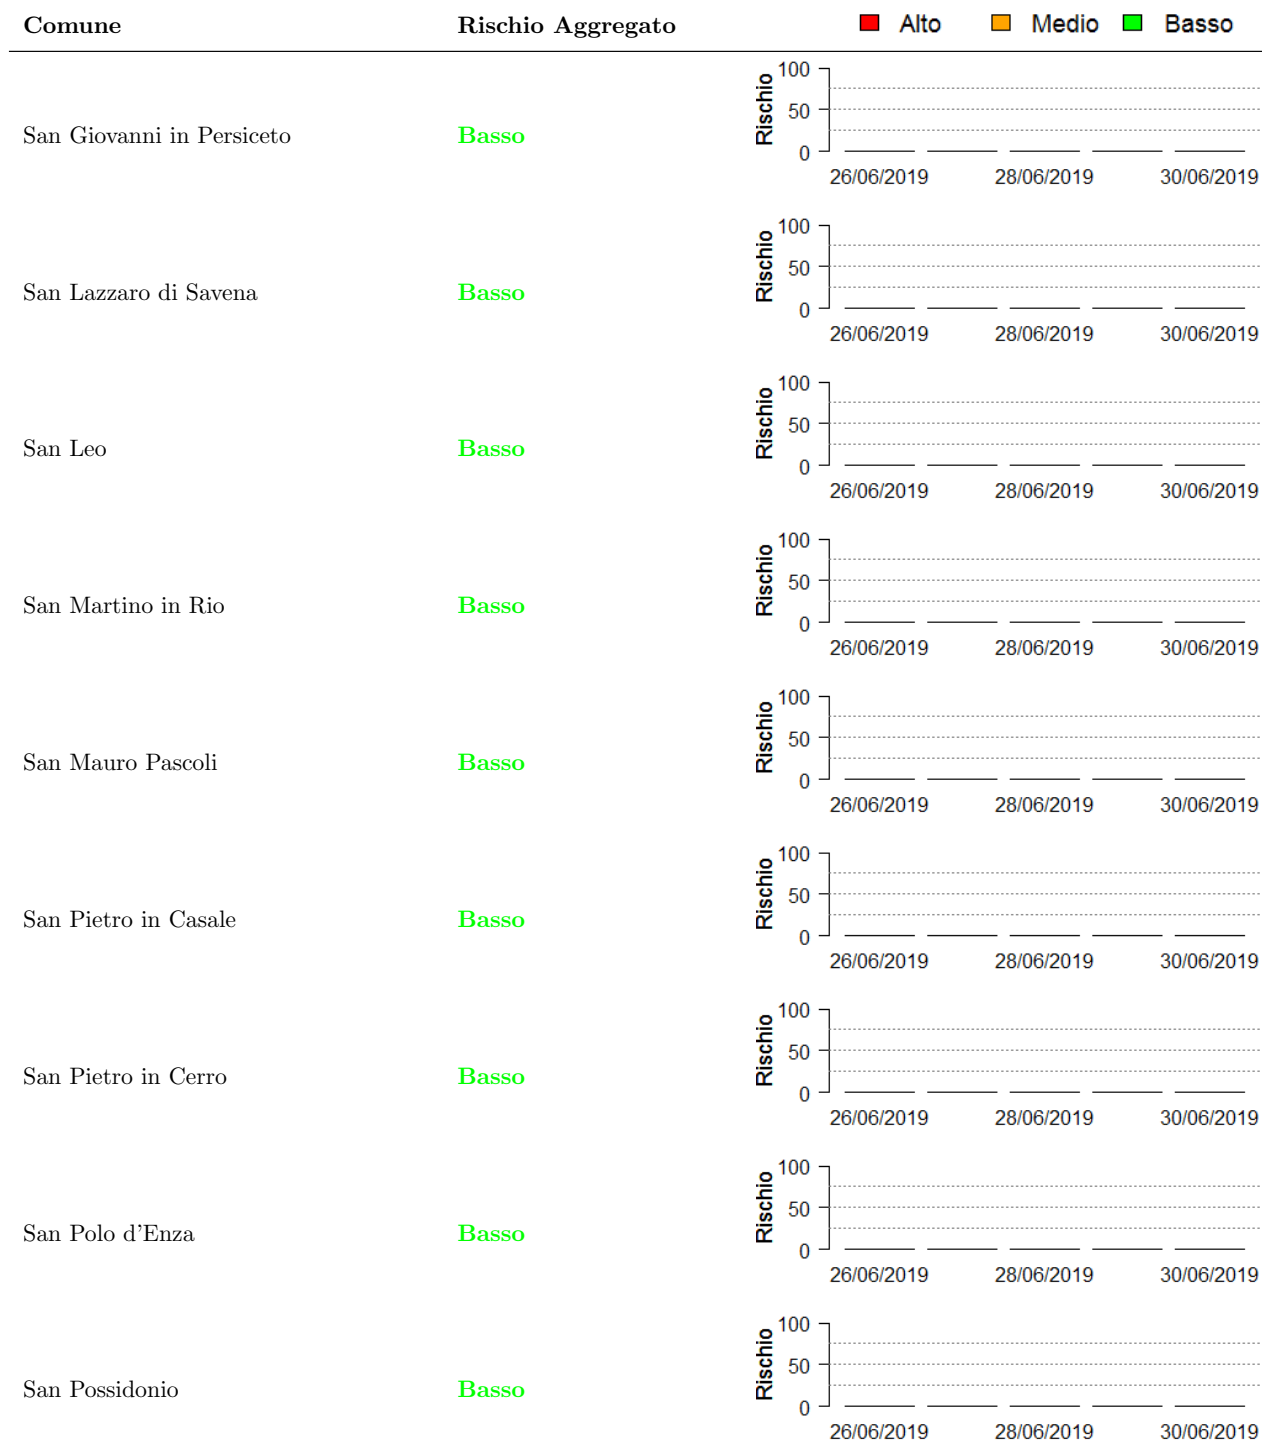 Comune Rischio Aggregato Alto Medio Basso
100
Rischio
50
San Giovanni in Persiceto Basso
0
26/06/2019 28/06/2019 30/06/2019
100
Rischio
50
San Lazzaro di Savena Basso
0
26/06/2019 28/06/2019 30/06/2019
100
Rischio
50
San Leo Basso
0
26/06/2019 28/06/2019 30/06/2019
100
Rischio
50
San Martino in Rio Basso
0
26/06/2019 28/06/2019 30/06/2019
100
Rischio
50
San Mauro Pascoli Basso
0
26/06/2019 28/06/2019 30/06/2019
100
Rischio
50
San Pietro in Casale Basso
0
26/06/2019 28/06/2019 30/06/2019
100
Rischio
50
San Pietro in Cerro Basso
0
26/06/2019 28/06/2019 30/06/2019
100
Rischio
50
San Polo d'Enza Basso
0
26/06/2019 28/06/2019 30/06/2019
100
Rischio
50
San Possidonio Basso
0
26/06/2019 28/06/2019 30/06/2019